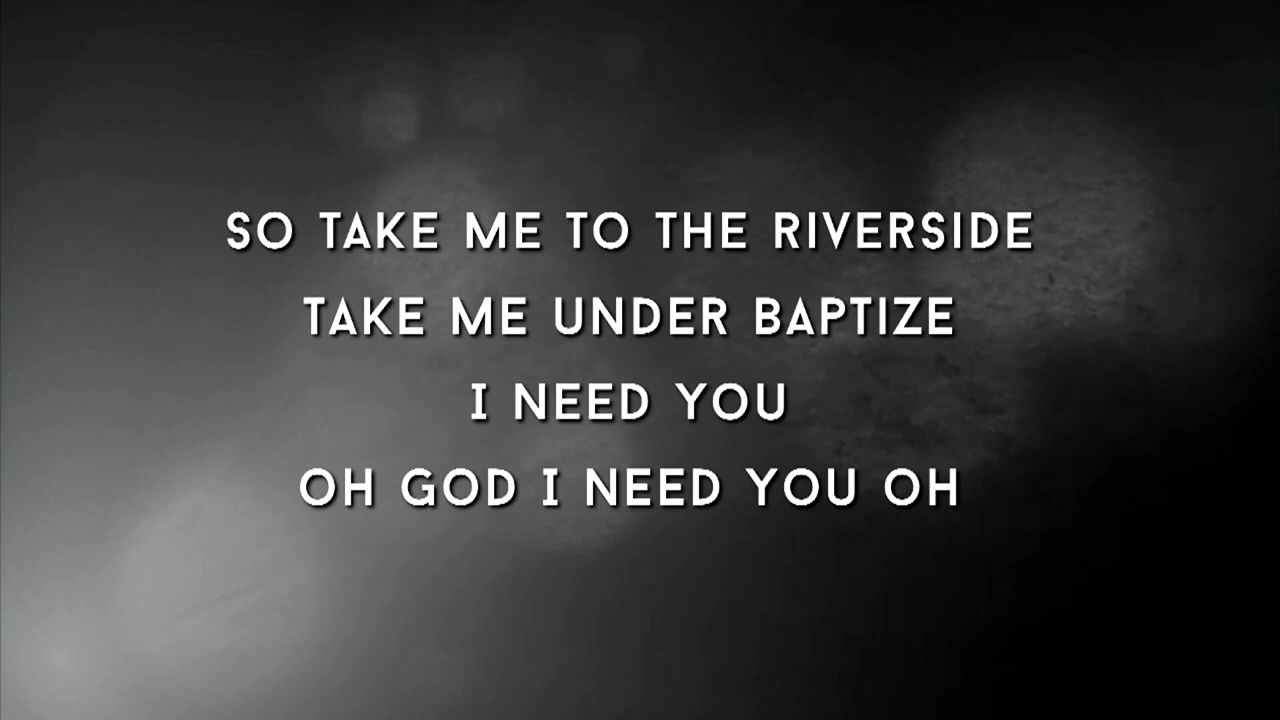 SO TAKE ME TO THE RIVERSIDE
TAKE ME UNDER BAPTIZE
I NEED YOU
OH GOD I NEED YOU OH